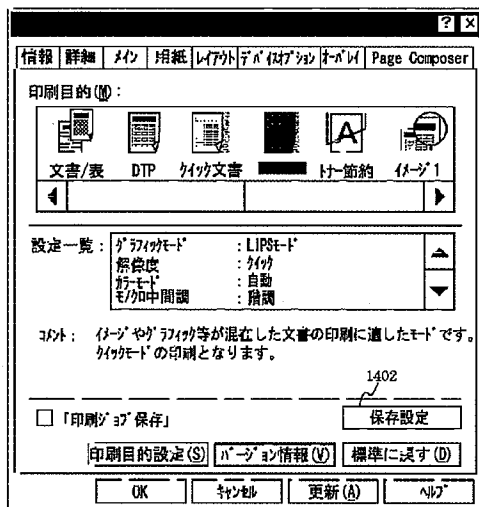 ? ×
情報 詳細 メイン 用紙 レイアウト デバイスオプション オーバレイ Page Composer
印刷目的(M):
文書/表 DTP クイック文書 トナー節約 イメージ1
設定一覧: グラフィックモード : LIPSモード
解像度 : クイック
カラーモード : 自動
モノクロ中間調 : 階調
コメント: イメージやグラフィック等が混在した文書の印刷に適したモードです。
クイックモードの印刷となります。
1402
「印刷ジョブ保存」 保存設定
印刷目的設定(S) バージョン情報(V) 標準に戻す(D)
OK キャンセル 更新(A) ヘルプ